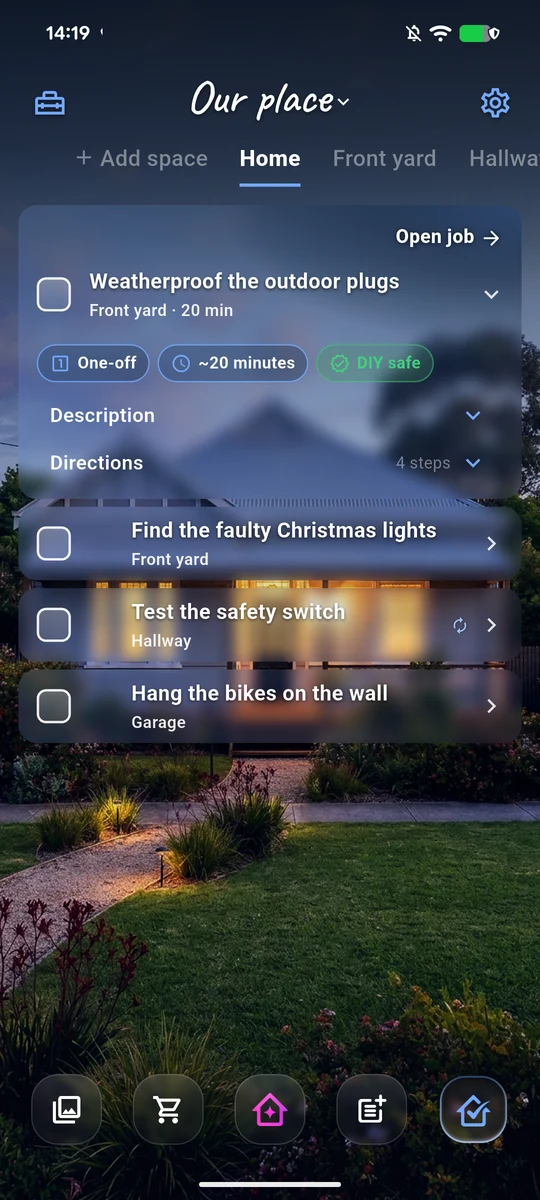 14:19
Our place
+ Add space Home Front yard Hallwa
Open job →
Weatherproof the outdoor plugs
Front yard · 20 min
One-off ~20 minutes DIY safe
Description
Directions 4 steps
Find the faulty Christmas lights
Front yard
Test the safety switch
Hallway
Hang the bikes on the wall
Garage